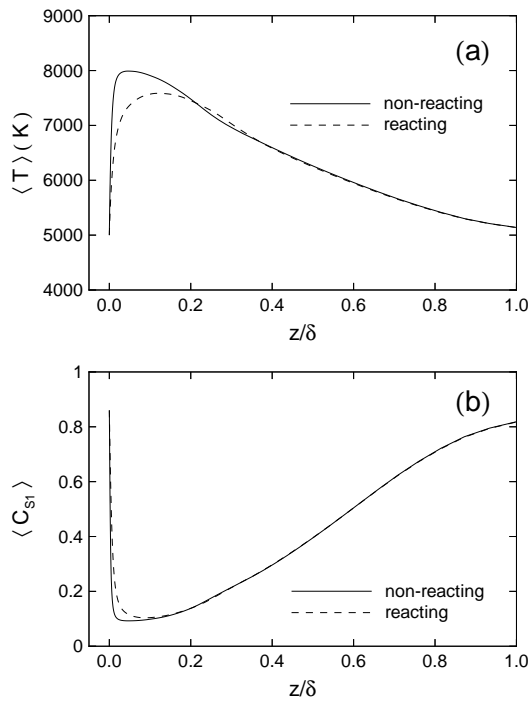 9000
(a)
8000
non-reacting
7000
reacting
⟨ T ⟩ ( K )
6000
5000
4000
0.0 0.2 0.4 0.6 0.8 1.0
z/δ
1
(b)
0.8
0.6
⟨ C_S1 ⟩
0.4
0.2
non-reacting
reacting
0
0.0 0.2 0.4 0.6 0.8 1.0
z/δ